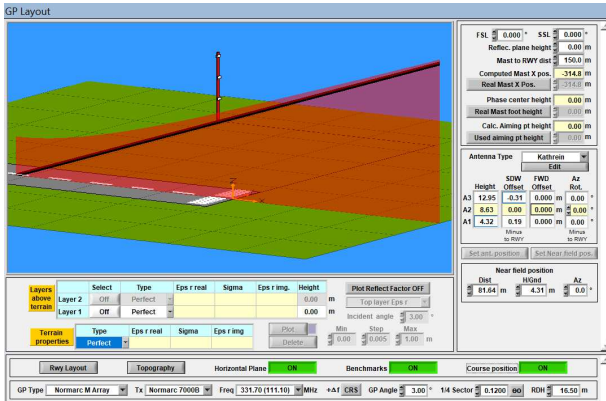 GP Layout
FSL 0.000 ° SSL 0.000 °
Reflec. plane height 0.00 m
Mast to RWY dist 150.0 m
Computed Mast X pos. -314.8 m
Real Mast X Pos. -314.8 m
Phase center height 0.00 m
Real Mast foot height 0.00 m
Calc. Aiming pt height 0.00 m
Used aiming pt height 0.00 m
Antenna Type Kathrein
Edit
SDW FWD Az
Height Offset Offset Rot.
A3 12.95 -0.31 0.000 m 0.00 °
A2 8.63 0.00 0.000 m 0.00 °
A1 4.32 0.19 0.000 m 0.00 °
Minus to RWY Minus to RWY
Set ant. position Set Near field pos.
Near field position
Dist H/Gnd Az
81.64 m 4.31 m 0.0 °
Layers above terrain
Select Type Eps r real Sigma Eps r img. Height
Layer 2 Off Perfect 0.00 m
Layer 1 Off Perfect 0.00 m
Plot Reflect Factor OFF
Top layer Eps r
Incident angle 3.00 °
Terrain properties
Type Eps r real Sigma Eps r img
Perfect
Plot
Delete
Min Step Max
0.00 0.005 1.00 m
Rwy Layout Topography Horizontal Plane ON Benchmarks ON Course position ON
GP Type Normarc M Array Tx Normarc 7000B Freq 331.70 (111.10) MHz +Δf CRS GP Angle 3.00 ° 1/4 Sector 0.1200 θ0 RDH 16.50 m